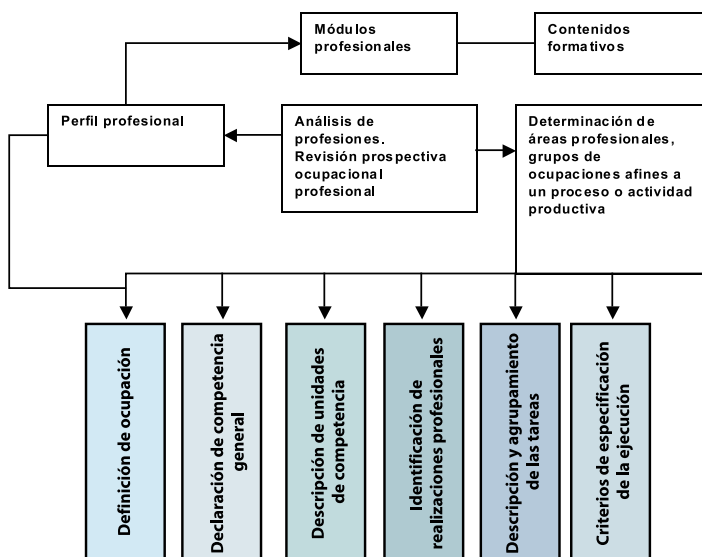 Módulos
profesionales
Contenidos
formativos
Perfil profesional
Análisis de
profesiones.
Revisión prospectiva
ocupacional
profesional
Determinación de
áreas profesionales,
grupos de
ocupaciones afines a
un proceso o actividad
productiva
Definición de ocupación
Declaración de competencia
general
Descripción de unidades
de competencia
Identificación de
realizaciones profesionales
Descripción y agrupamiento
de las tareas
Criterios de especificación
de la ejecución